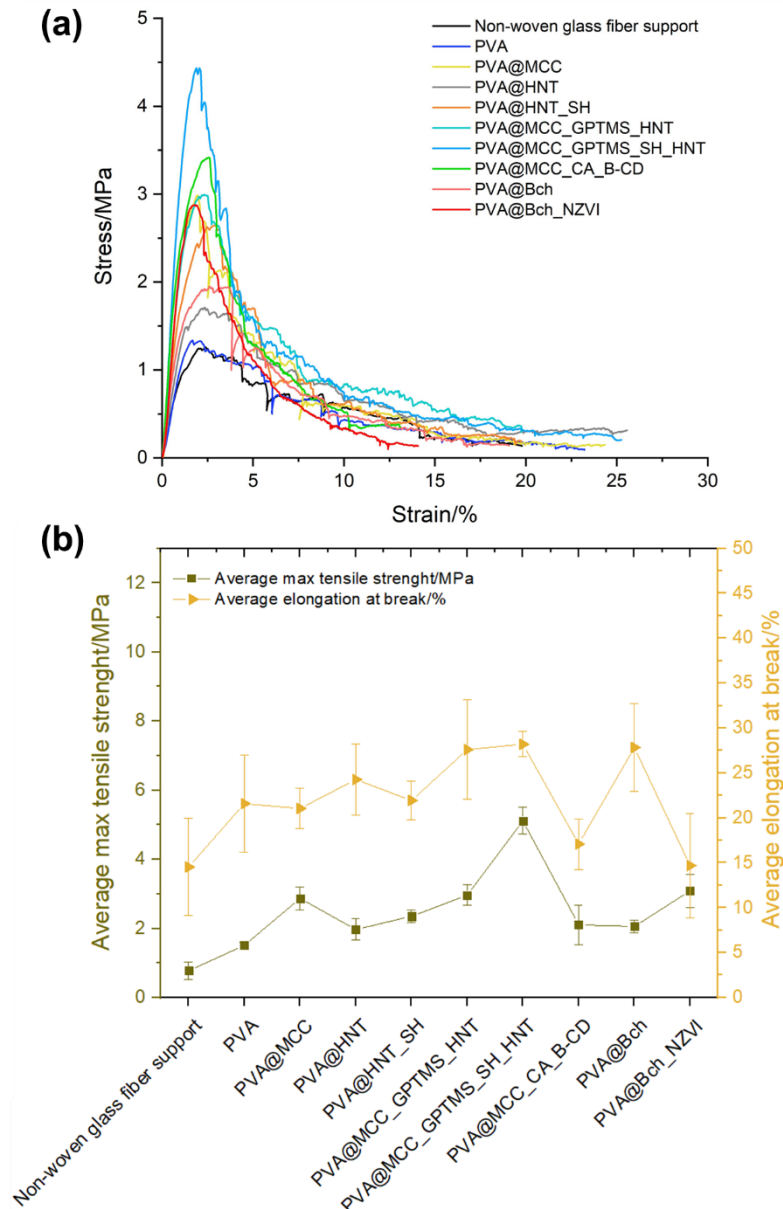 (a)
Stress/MPa
5
4
3
2
1
0
Non-woven glass fiber support
PVA
PVA@MCC
PVA@HNT
PVA@HNT_SH
PVA@MCC_GPTMS_HNT
PVA@MCC_GPTMS_SH_HNT
PVA@MCC_CA_B-CD
PVA@Bch
PVA@Bch_NZVI
0 5 10 15 20 25 30
Strain/%
(b)
Average max tensile strenght/MPa
12
10
8
6
4
2
0
Average max tensile strenght/MPa
Average elongation at break/%
50
45
40
35
30
25
20
15
10
5
0
Average elongation at break/%
Non-woven glass fiber support
PVA
PVA@MCC
PVA@HNT
PVA@HNT_SH
PVA@MCC_GPTMS_HNT
PVA@MCC_GPTMS_SH_HNT
PVA@MCC_CA_B-CD
PVA@Bch
PVA@Bch_NZVI